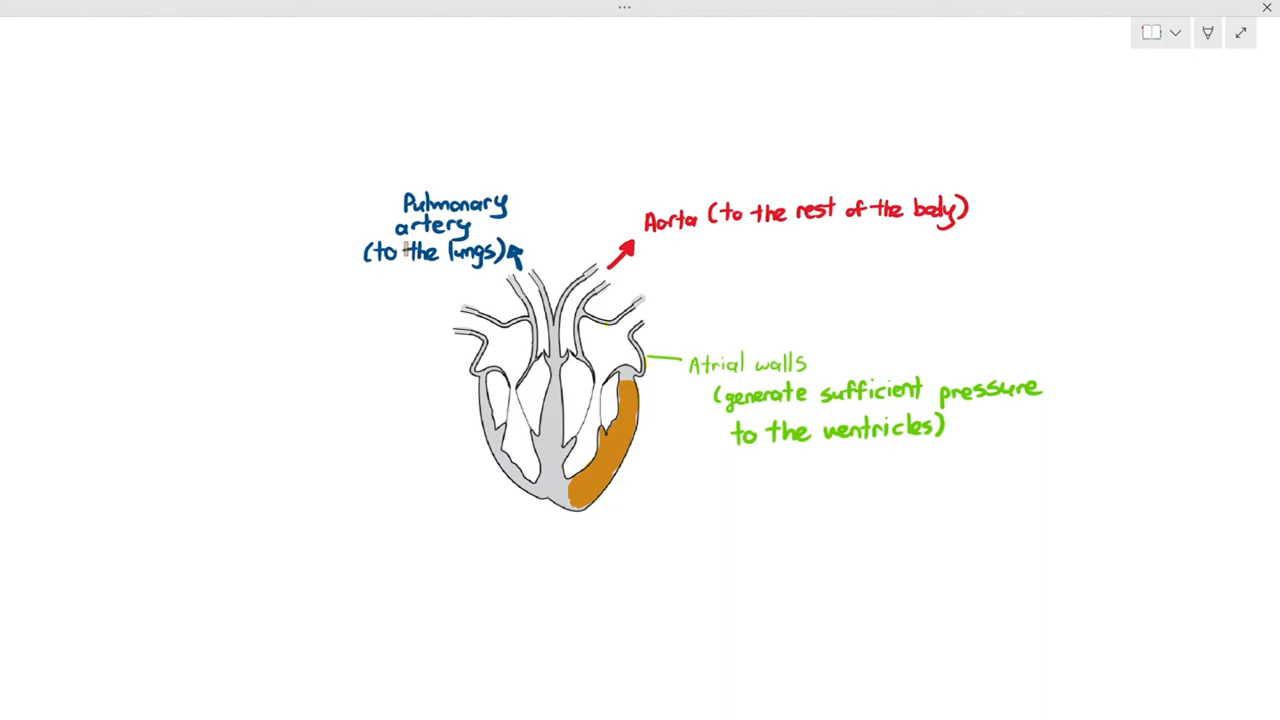 Pulmonary
artery
(to the lungs)
Aorta (to the rest of the body)
Atrial walls
(generate sufficient pressure
to the ventricles)